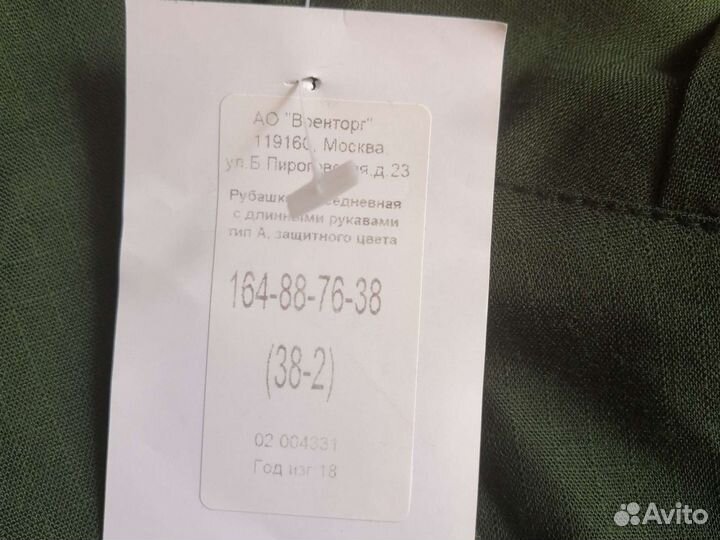 АО "Военторг"
119160, Москва,
ул.Б.Пироговская,д.23
с длинными рукавами
тип А, защитного цвета
164-88-76-38
(38-2)
02 004331
Год изг 18
Avito